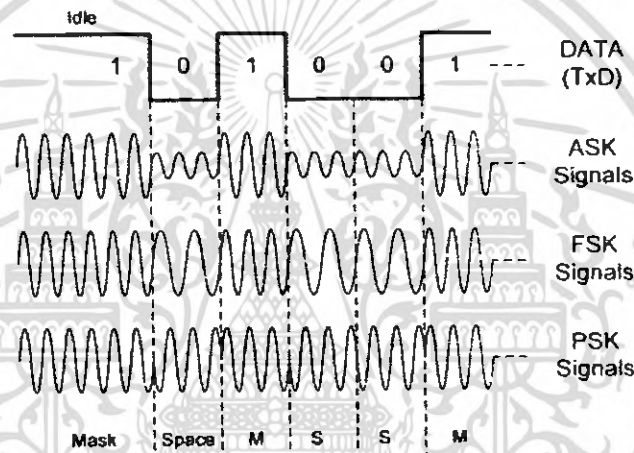 Idle
1 0 1 0 0 1
DATA
(TxD)
ASK
Signals
FSK
Signals
PSK
Signals
Mask Space M S S M